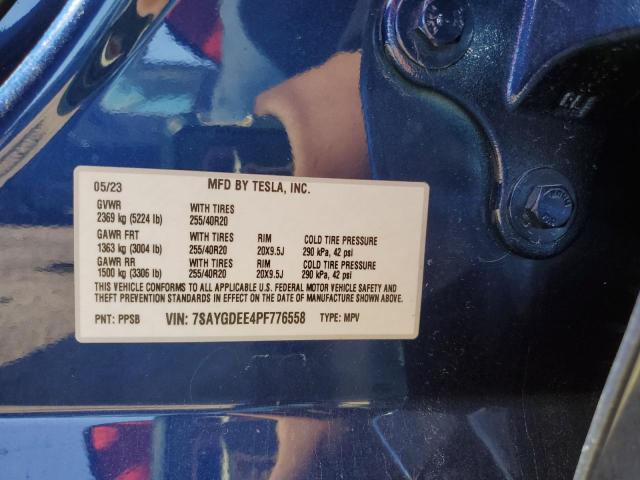 05/23 MFD BY TESLA, INC.
GVWR WITH TIRES
2369 kg (5224 lb) 255/40R20
GAWR FRT WITH TIRES RIM COLD TIRE PRESSURE
1363 kg (3004 lb) 255/40R20 20X9.5J 290 kPa, 42 psi
GAWR RR WITH TIRES RIM COLD TIRE PRESSURE
1500 kg (3306 lb) 255/40R20 20X9.5J 290 kPa, 42 psi
THIS VEHICLE CONFORMS TO ALL APPLICABLE U.S. FEDERAL MOTOR VEHICLE SAFETY AND
THEFT PREVENTION STANDARDS IN EFFECT ON THE DATE OF MANUFACTURE SHOWN ABOVE.
PNT: PPSB VIN: 7SAYGDEE4PF776558 TYPE: MPV